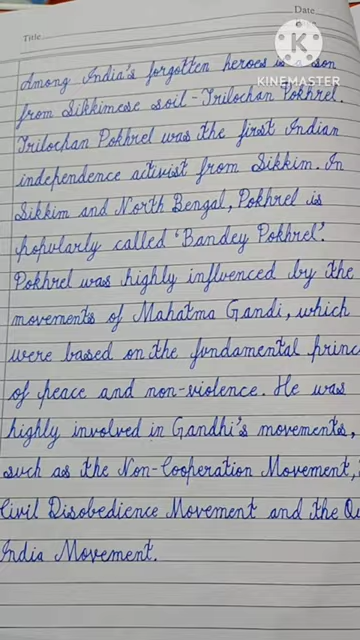 Date
Title
KINEMASTER
Among India's forgotten heroes is a son
from Sikkimese soil - Trilochan Pokhrel.
Trilochan Pokhrel was the first Indian
independence activist from Sikkim. In
Sikkim and North Bengal, Pokhrel is
popularly called 'Bandey Pokhrel'.
Pokhrel was highly influenced by the
movements of Mahatma Gandi, which
were based on the fundamental princ
of peace and non-violence. He was
highly involved in Gandhi's movements,
such as the Non-Cooperation Movement,
Civil Disobedience Movement and the Qu
India Movement.